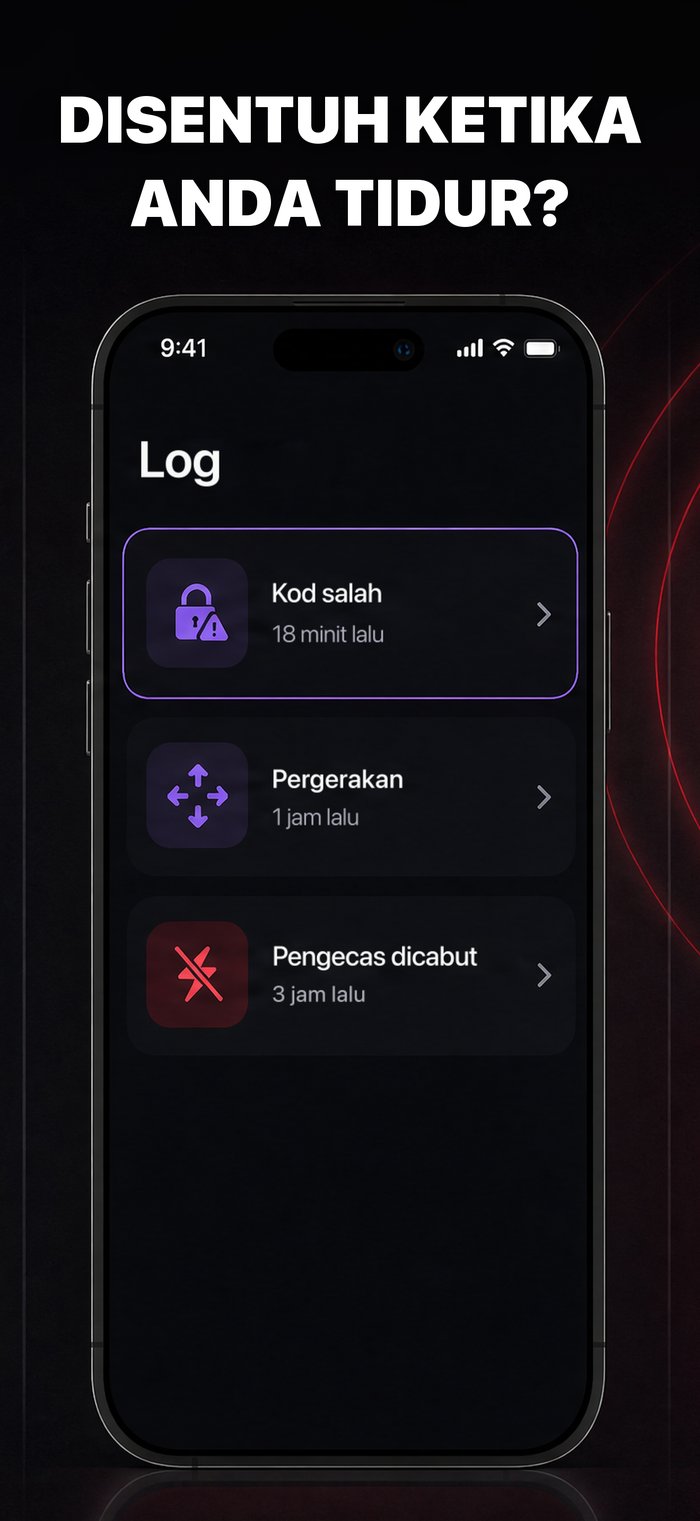 DISENTUH KETIKA
ANDA TIDUR?
9:41
Log
Kod salah
18 minit lalu
Pergerakan
1 jam lalu
Pengecas dicabut
3 jam lalu